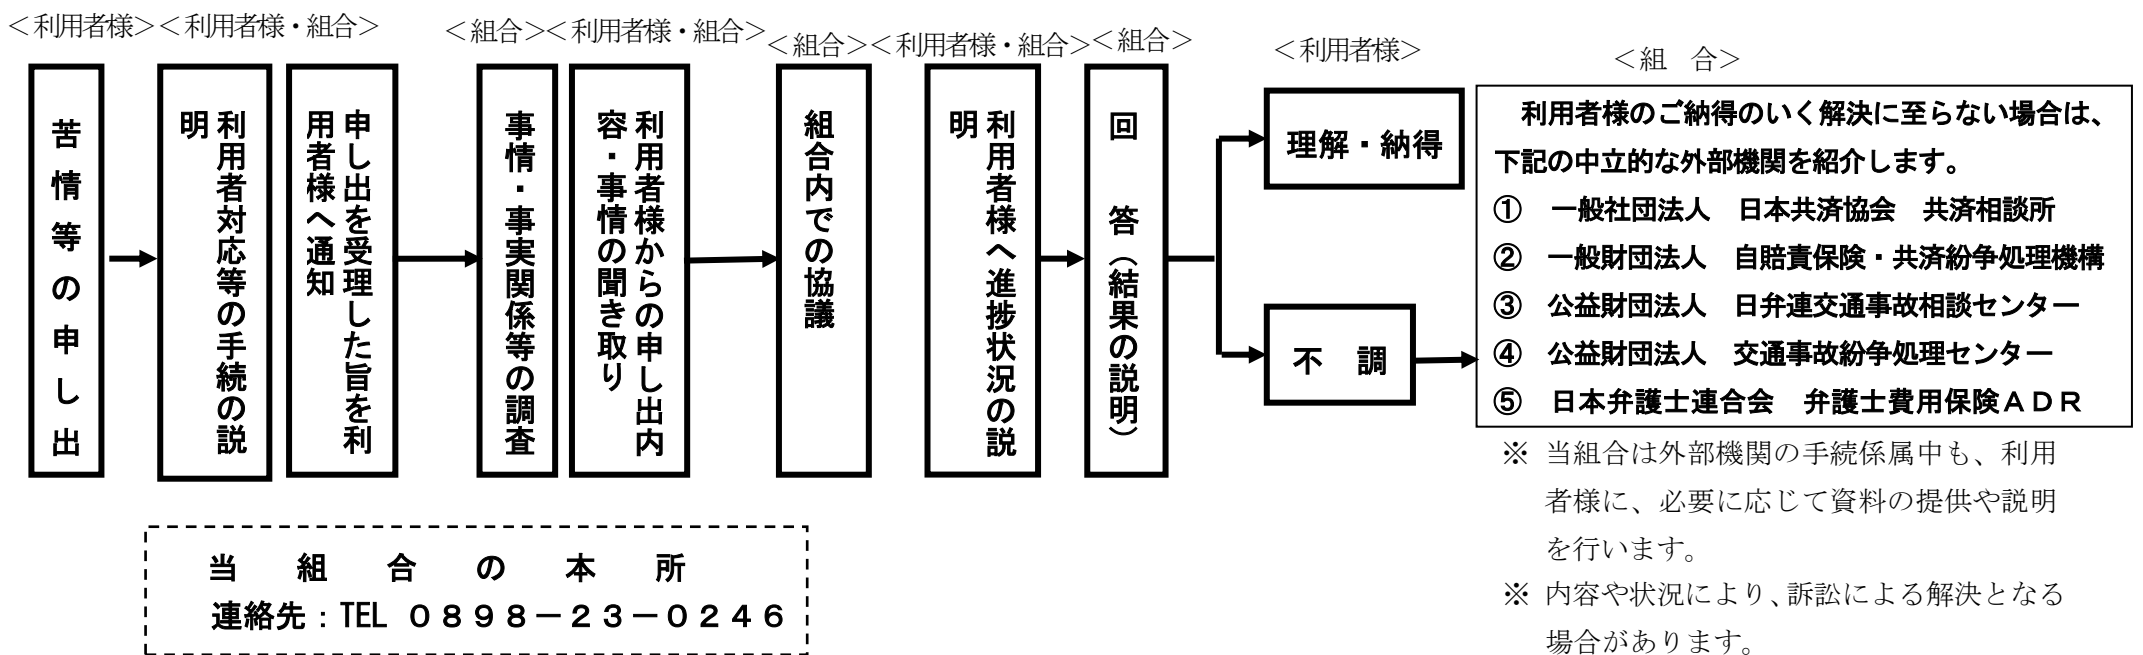 ＜利用者様＞
＜利用者様・組合＞
＜組合＞
＜利用者様・組合＞
＜組合＞
＜利用者様・組合＞
＜組合＞
＜利用者様＞
＜組　合＞
苦情等の申し出
利用者対応等の手続の説
明
申し出を受理した旨を利
用者様へ通知
事情・事実関係等の調査
利用者様からの申し出内
容・事情の聞き取り
組合内での協議
利用者様へ進捗状況の説
明
回　答（結果の説明）
理解・納得
不　調
利用者様のご納得のいく解決に至らない場合は、
下記の中立的な外部機関を紹介します。
①　一般社団法人　日本共済協会　共済相談所
②　一般財団法人　自賠責保険・共済紛争処理機構
③　公益財団法人　日弁連交通事故相談センター
④　公益財団法人　交通事故紛争処理センター
⑤　日本弁護士連合会　弁護士費用保険ＡＤＲ
※ 当組合は外部機関の手続係属中も、利用
者様に、必要に応じて資料の提供や説明
を行います。
※ 内容や状況により、訴訟による解決となる
場合があります。
当　組　合　の　本　所
連絡先：TEL ０８９８－２３－０２４６